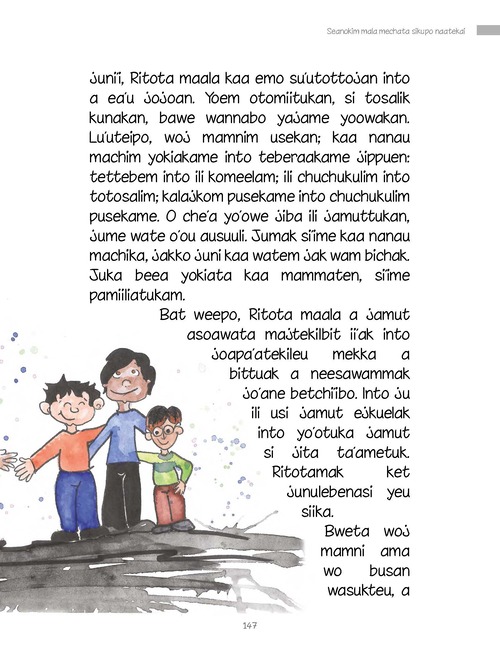 Seanokim mala mechata sikupo naatekai
junii, Ritota maala kaa emo su'utottojan into
a ea'u jojoan. Yoem otomiitukan, si tosalik
kunakan, bawe wannabo yajame yoowakan.
Lu'uteipo, woj mamnim usekan; kaa nanau
machim yokiakame into teberaakame jippuen:
tettebem into ili komeelam; ili chuchukulim into
totosalim; kalajkom pusekame into chuchukulim
pusekame. O che'a yo'owe jiba ili jamuttukan,
jume wate o'ou ausuuli. Jumak siime kaa nanau
machika, jakko juni kaa watem jak wam bichak.
Juka beea yokiata kaa mammaten, siime
pamiiliatukam.
Bat weepo, Ritota maala a jamut
asoawata majtekilbit ii'ak into
joapa'atekileu mekka a
bittuak a neesawammak
jo'ane betchiibo. Into ju
ili usi jamut ejkuelak
into yo'otuka jamut
si jita ta'ametuk.
Ritotamak ket
junulebenasi yeu
siika.
Bweta woj
mamni ama
wo busan
wasukteu, a
147